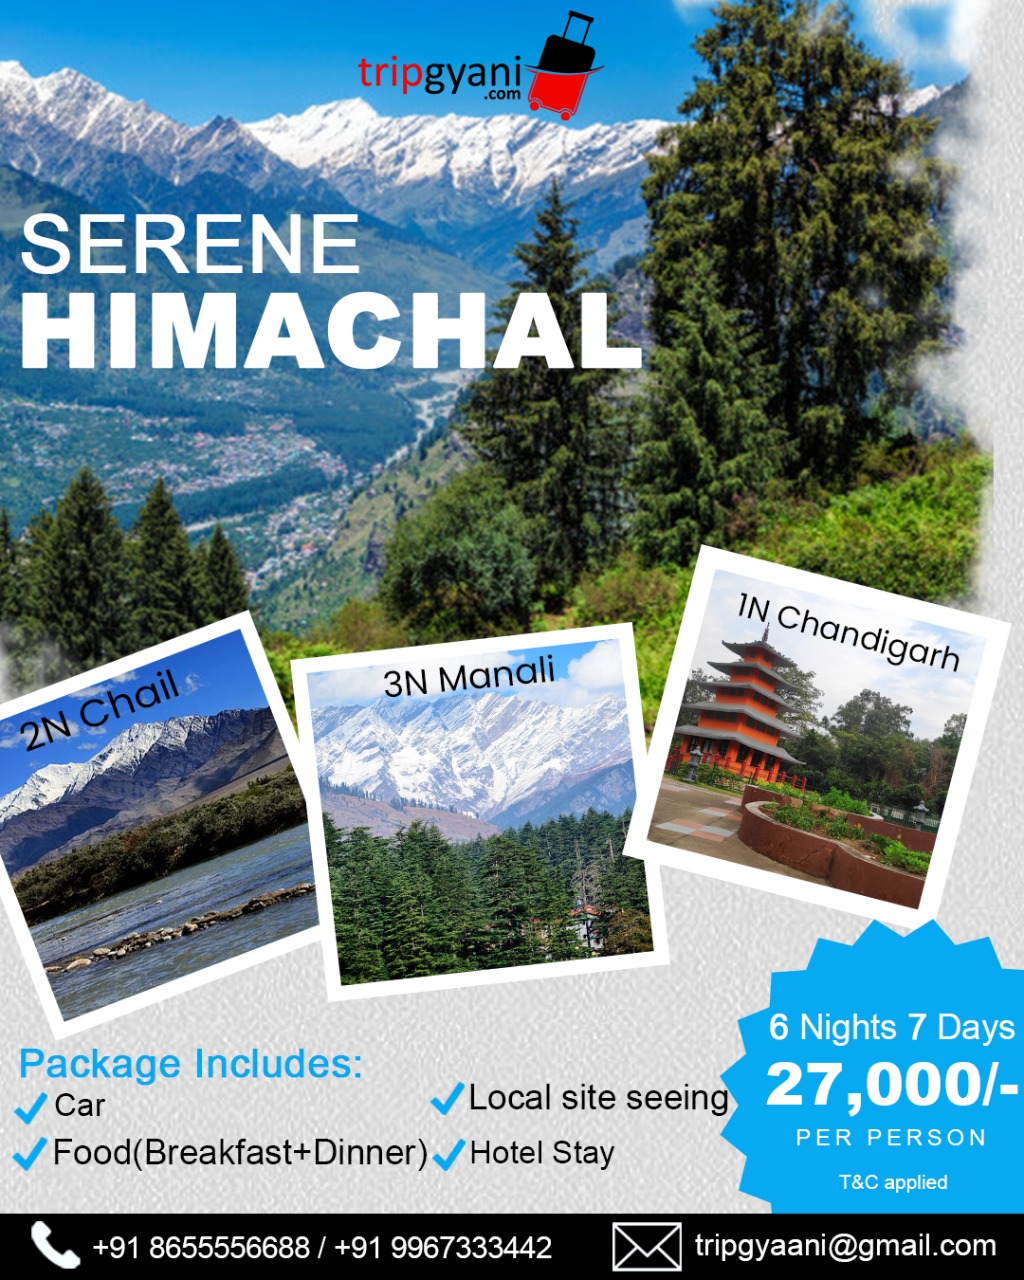 tripgyani
.com
SERENE
HIMACHAL
2N Chail
3N Manali
1N Chandigarh
6 Nights 7 Days
27,000/-
PER PERSON
T&C applied
Package Includes:
Car
Local site seeing
Food(Breakfast+Dinner)
Hotel Stay
+91 8655556688 / +91 9967333442
tripgyaani@gmail.com